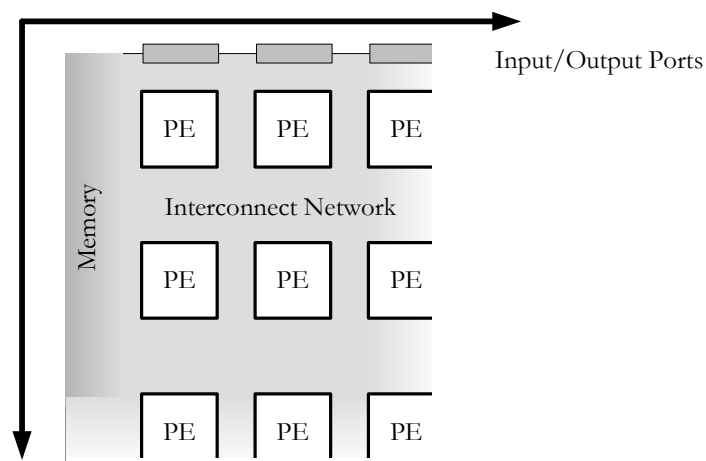 Input/Output Ports
PE PE PE
Memory
Interconnect Network
PE PE PE
PE PE PE